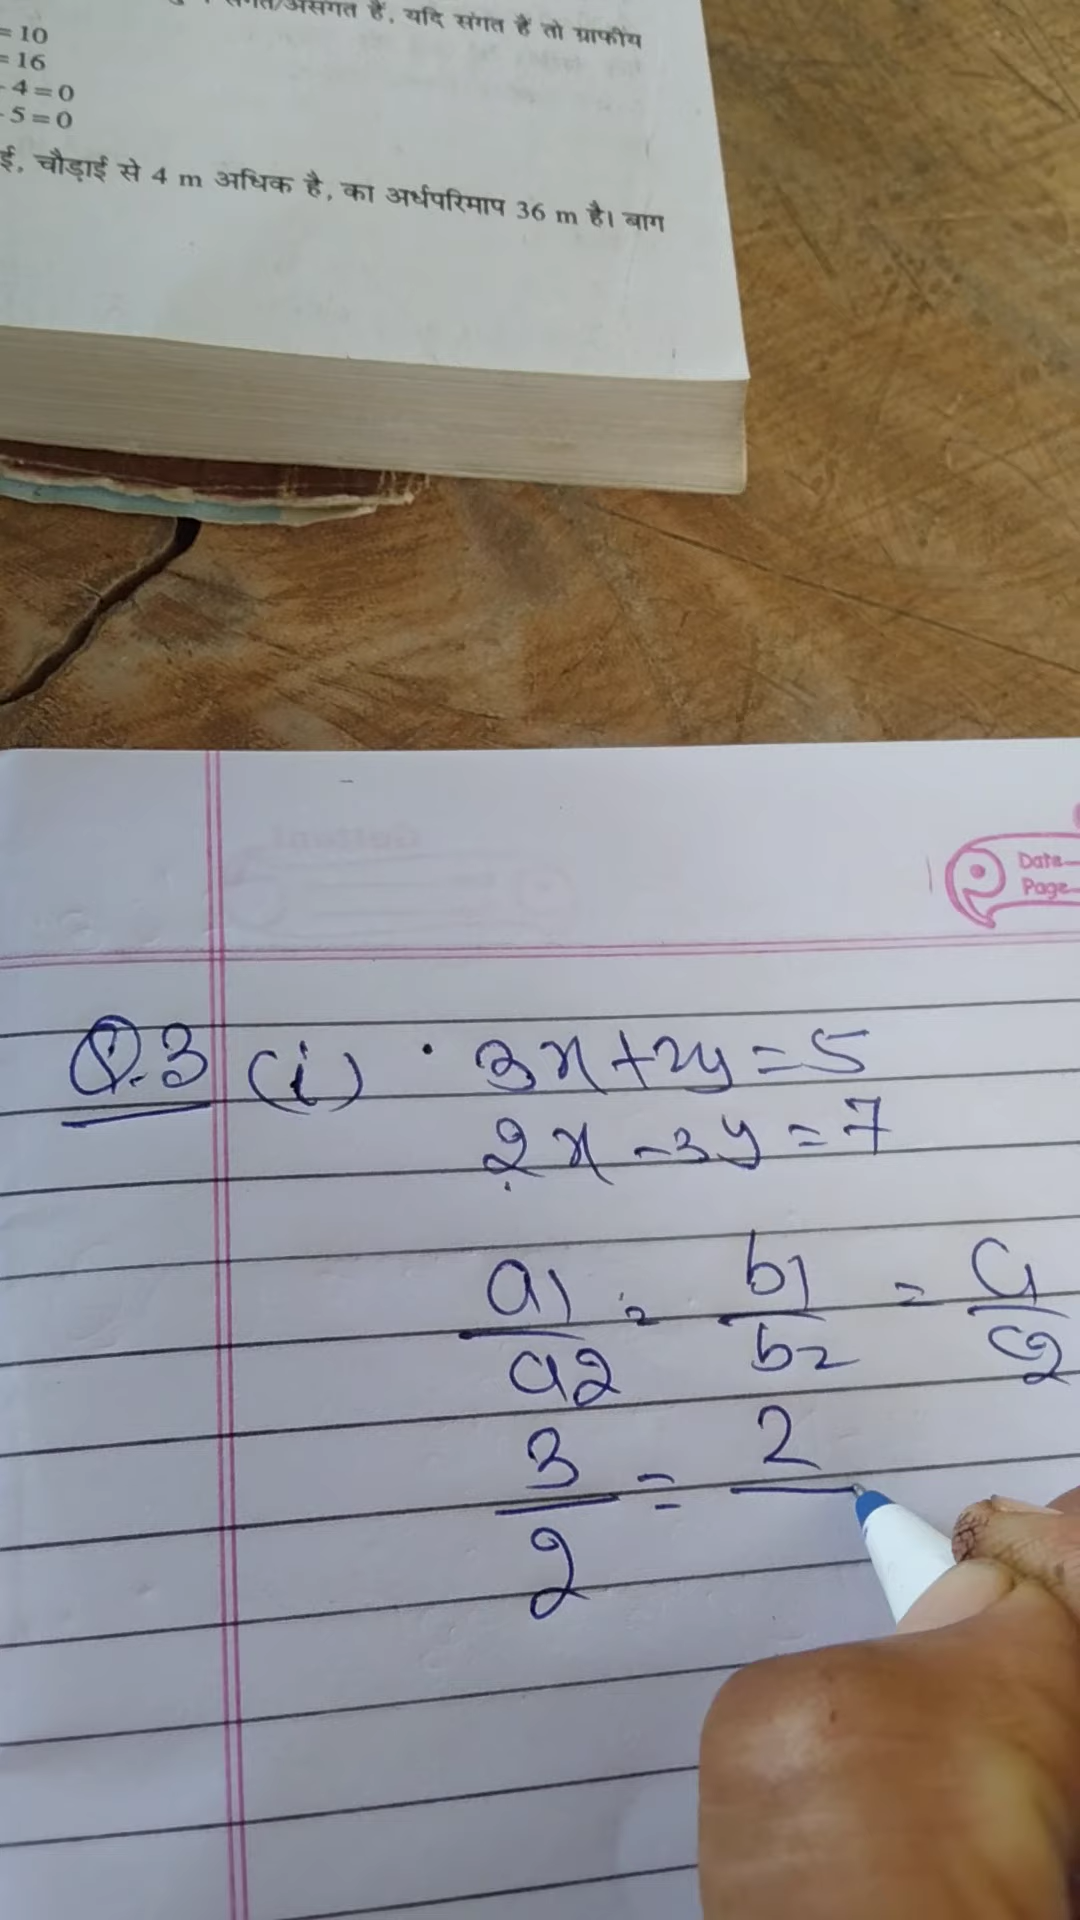 संगत/असंगत हैं, यदि संगत हैं तो ग्राफीय
= 10
= 16
4 = 0
5 = 0
ई, चौड़ाई से 4 m अधिक है, का अर्धपरिमाप 36 m है। बाग
Date
Page
Q.3 (i) · 3x+2y=5
2x-3y=7
a1/a2 = b1/b2 = c1/c2
3/2 = 2/